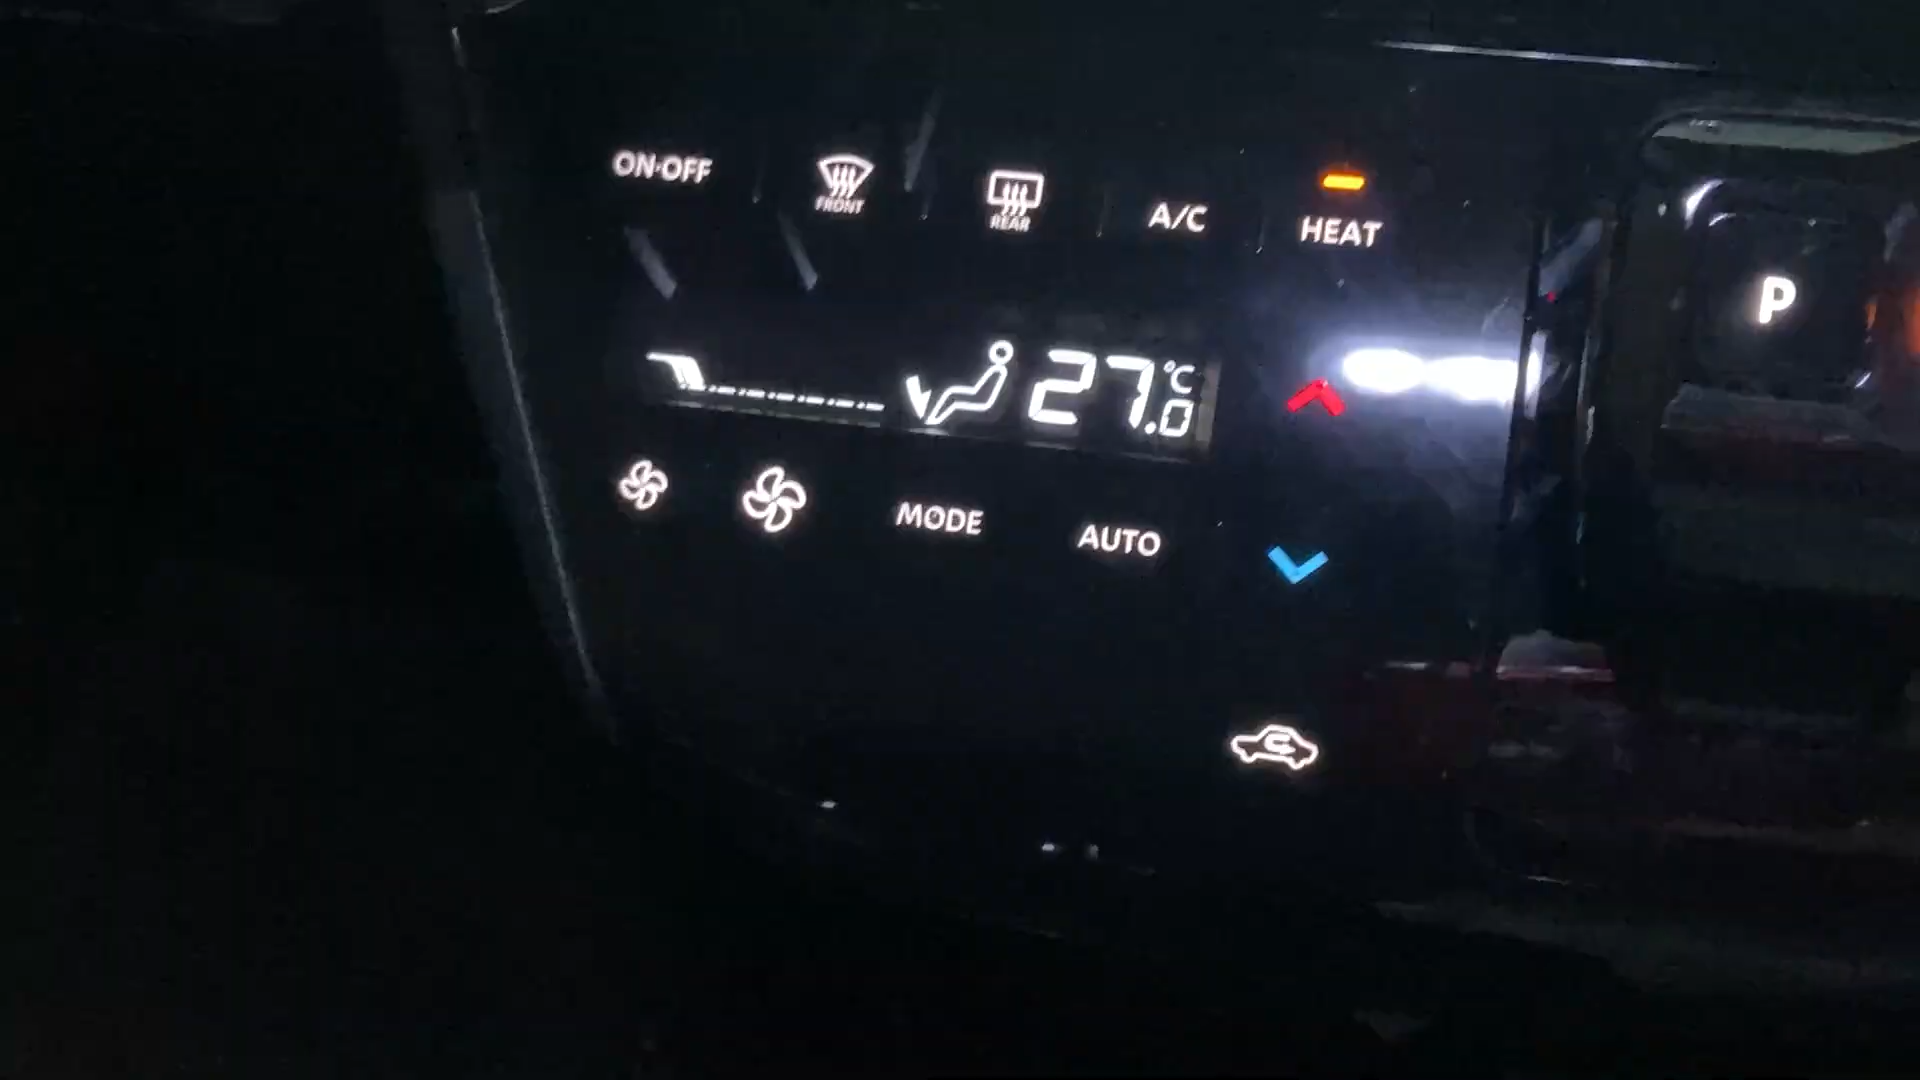 ON·OFF
FRONT
REAR
A/C
HEAT
27.0 °C
P
MODE
AUTO